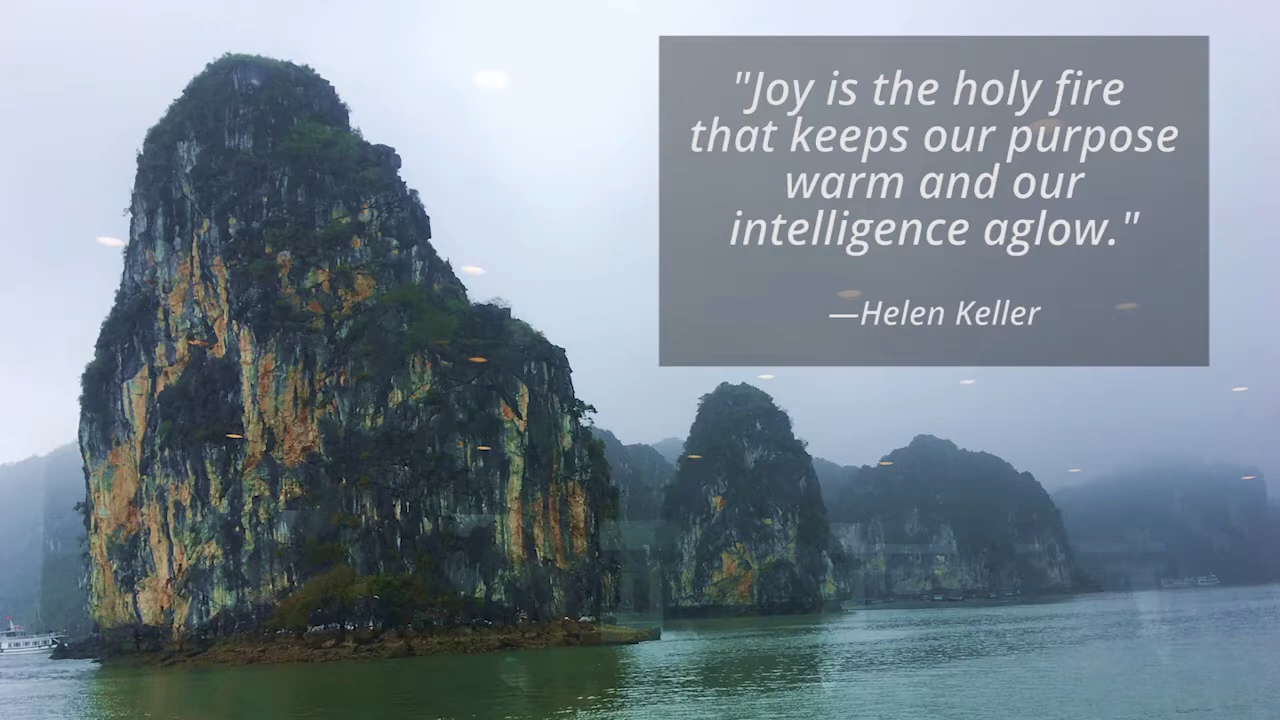 "Joy is the holy fire
that keeps our purpose
warm and our
intelligence aglow."
—Helen Keller